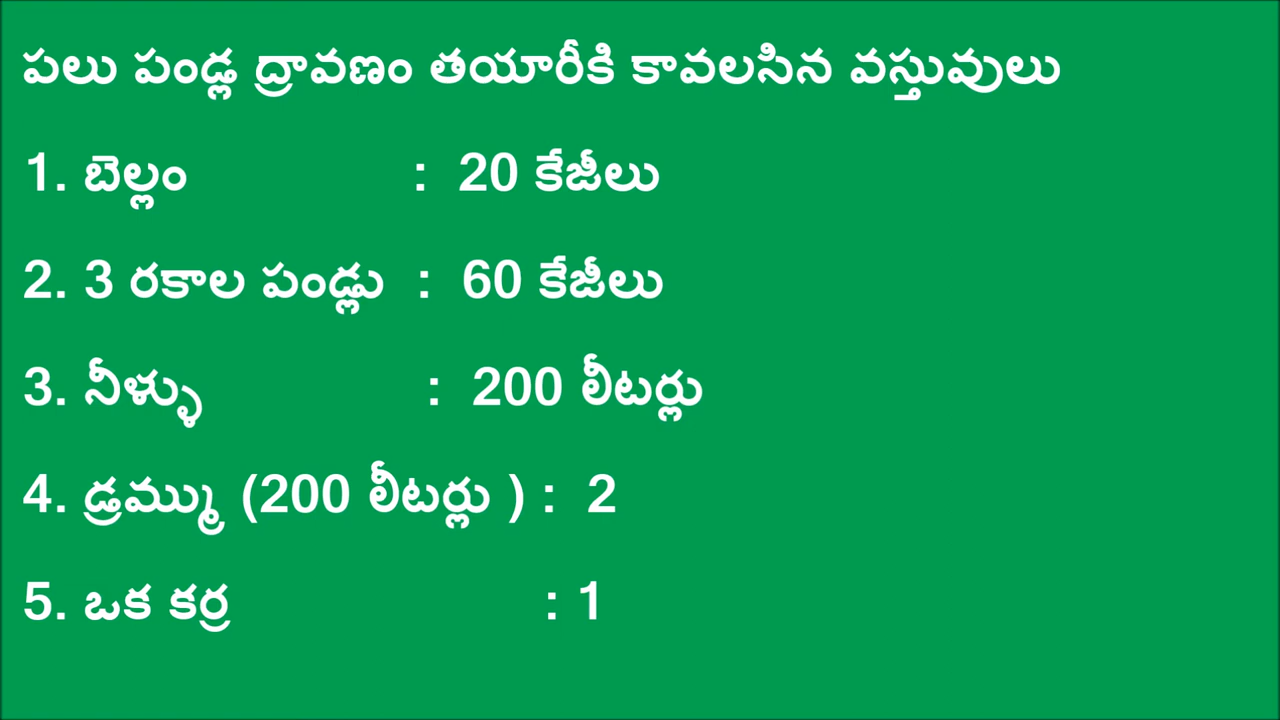 పలు పండ్ల ద్రావణం తయారీకి కావలసిన వస్తువులు
1. బెల్లం : 20 కేజీలు
2. 3 రకాల పండ్లు : 60 కేజీలు
3. నీళ్ళు : 200 లీటర్లు
4. డ్రమ్ము (200 లీటర్లు ) : 2
5. ఒక కర్ర : 1